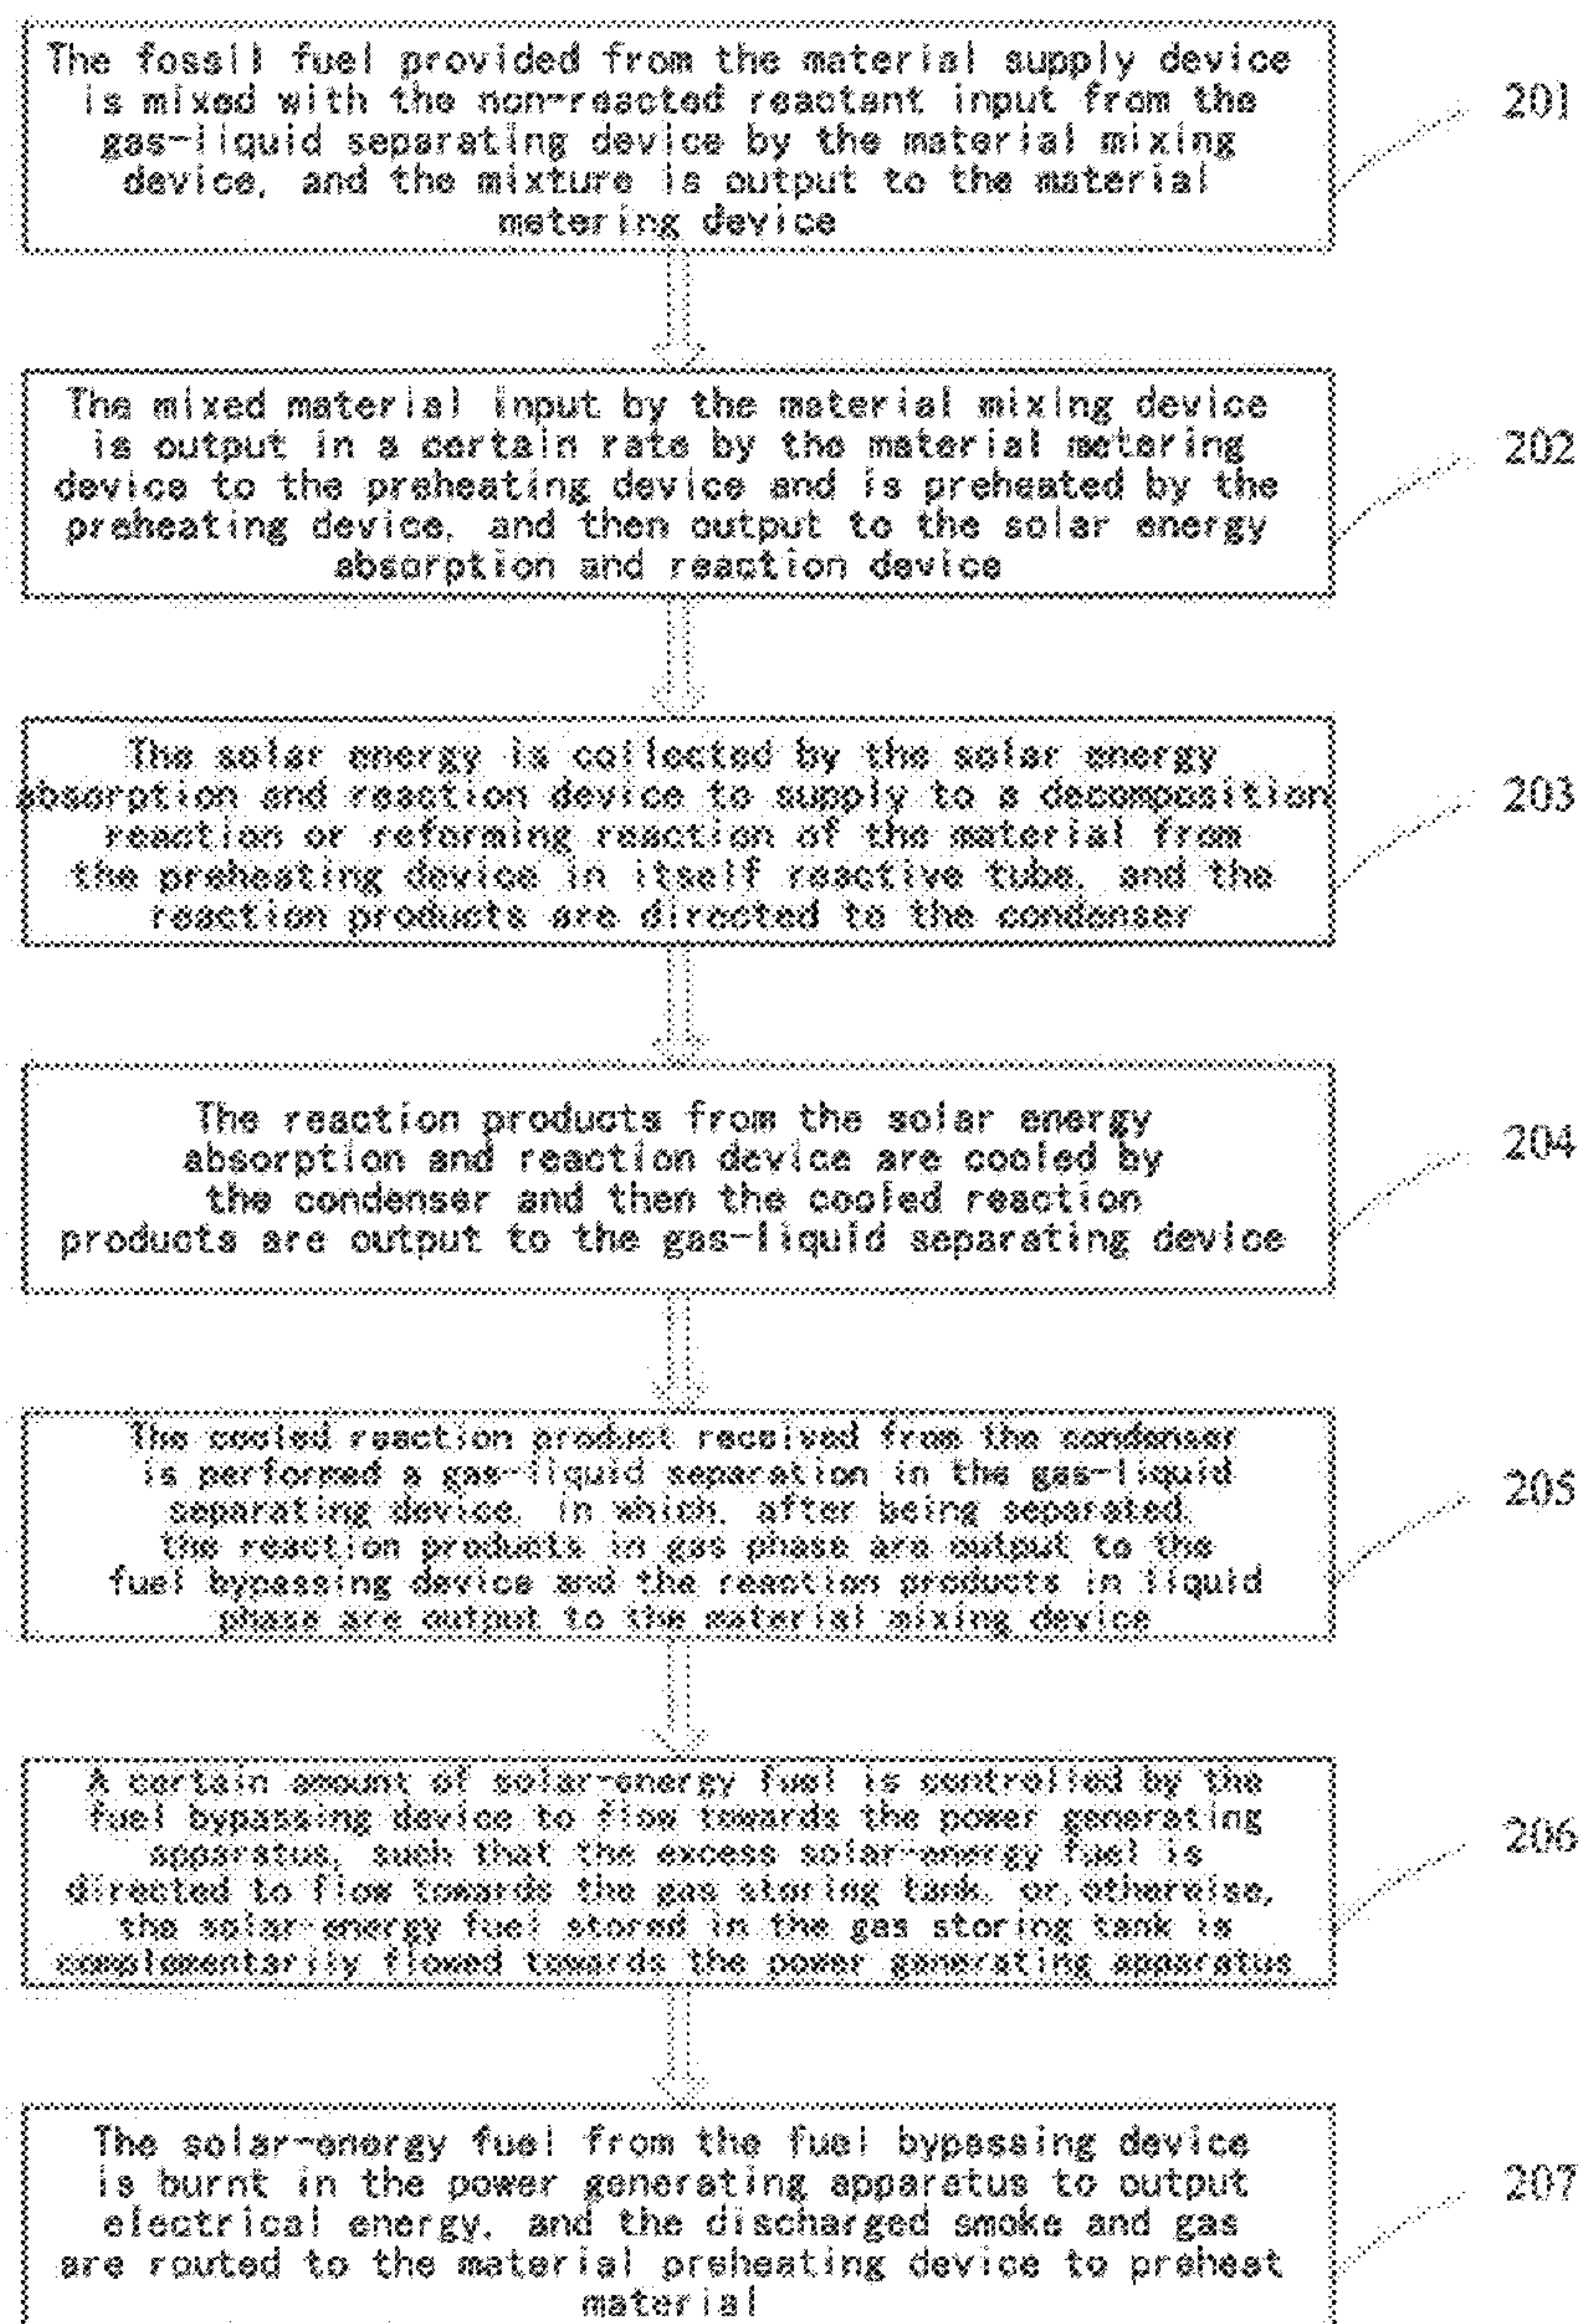 The fossil fuel provided from the material supply device
is mixed with the non-reacted reactant input from the
gas-liquid separating device by the material mixing
device, and the mixture is output to the material
metering device
201
The mixed material input by the material mixing device
is output in a certain rate by the material metering
device to the preheating device and is preheated by the
preheating device, and then output to the solar energy
absorption and reaction device
202
The solar energy is collected by the solar energy
absorption and reaction device to supply to a decomposition
reaction or reforming reaction of the material from
the preheating device in itself reactive tube, and the
reaction products are directed to the condenser
203
The reaction products from the solar energy
absorption and reaction device are cooled by
the condenser and then the cooled reaction
products are output to the gas-liquid separating device
204
The cooled reaction product received from the condenser
is performed a gas-liquid separation in the gas-liquid
separating device, in which, after being separated,
the reaction products in gas phase are output to the
fuel bypassing device and the reaction products in liquid
phase are output to the material mixing device
205
A certain amount of solar-energy fuel is controlled by the
fuel bypassing device to flow towards the power generating
apparatus, such that the excess solar-energy fuel is
directed to flow towards the gas storing tank, or, otherwise,
the solar-energy fuel stored in the gas storing tank is
complementarily flowed towards the power generating apparatus
206
The solar-energy fuel from the fuel bypassing device
is burnt in the power generating apparatus to output
electrical energy, and the discharged smoke and gas
are routed to the material preheating device to preheat
material
207